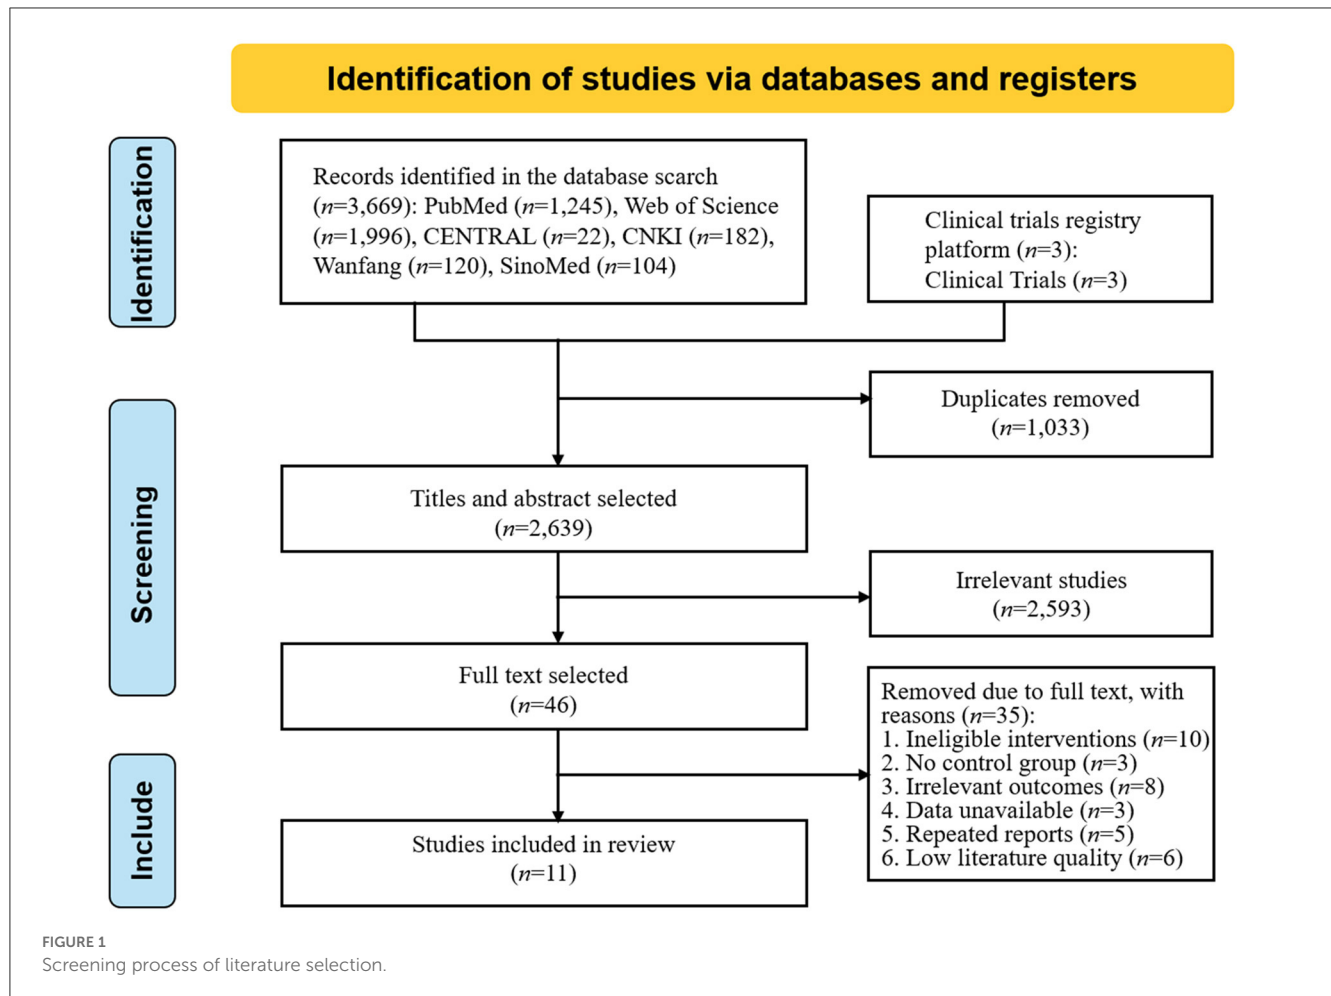 Identification of studies via databases and registers
Identification
Records identified in the database scarch
(n=3,669): PubMed (n=1,245), Web of Science
(n=1,996), CENTRAL (n=22), CNKI (n=182),
Wanfang (n=120), SinoMed (n=104)
Clinical trials registry
platform (n=3):
Clinical Trials (n=3)
Screening
Duplicates removed
(n=1,033)
Titles and abstract selected
(n=2,639)
Irrelevant studies
(n=2,593)
Full text selected
(n=46)
Removed due to full text, with
reasons (n=35):
1. Ineligible interventions (n=10)
2. No control group (n=3)
3. Irrelevant outcomes (n=8)
4. Data unavailable (n=3)
5. Repeated reports (n=5)
6. Low literature quality (n=6)
Include
Studies included in review
(n=11)
FIGURE 1
Screening process of literature selection.